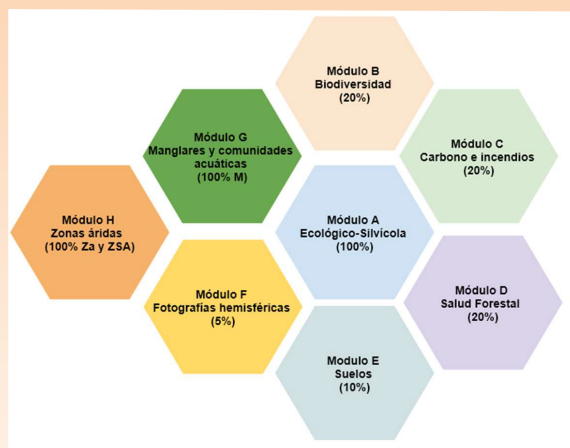 Módulo B
Biodiversidad
(20%)
Módulo G
Manglares y comunidades
acuáticas
(100% M)
Módulo C
Carbono e incendios
(20%)
Módulo H
Zonas áridas
(100% Za y ZSA)
Módulo A
Ecológico-Silvícola
(100%)
Módulo F
Fotografías hemisféricas
(5%)
Módulo D
Salud Forestal
(20%)
Modulo E
Suelos
(10%)